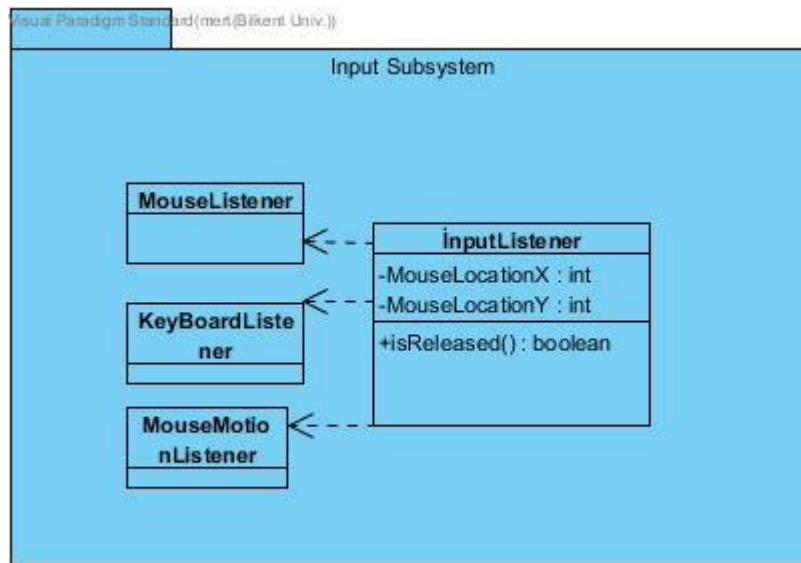 Visual Paradigm Standard(mert(Bilkent Univ.))
Input Subsystem
MouseListener
İnputListener
-MouseLocationX : int
-MouseLocationY : int
+isReleased() : boolean
KeyBoardListe
ner
MouseMotio
nListener